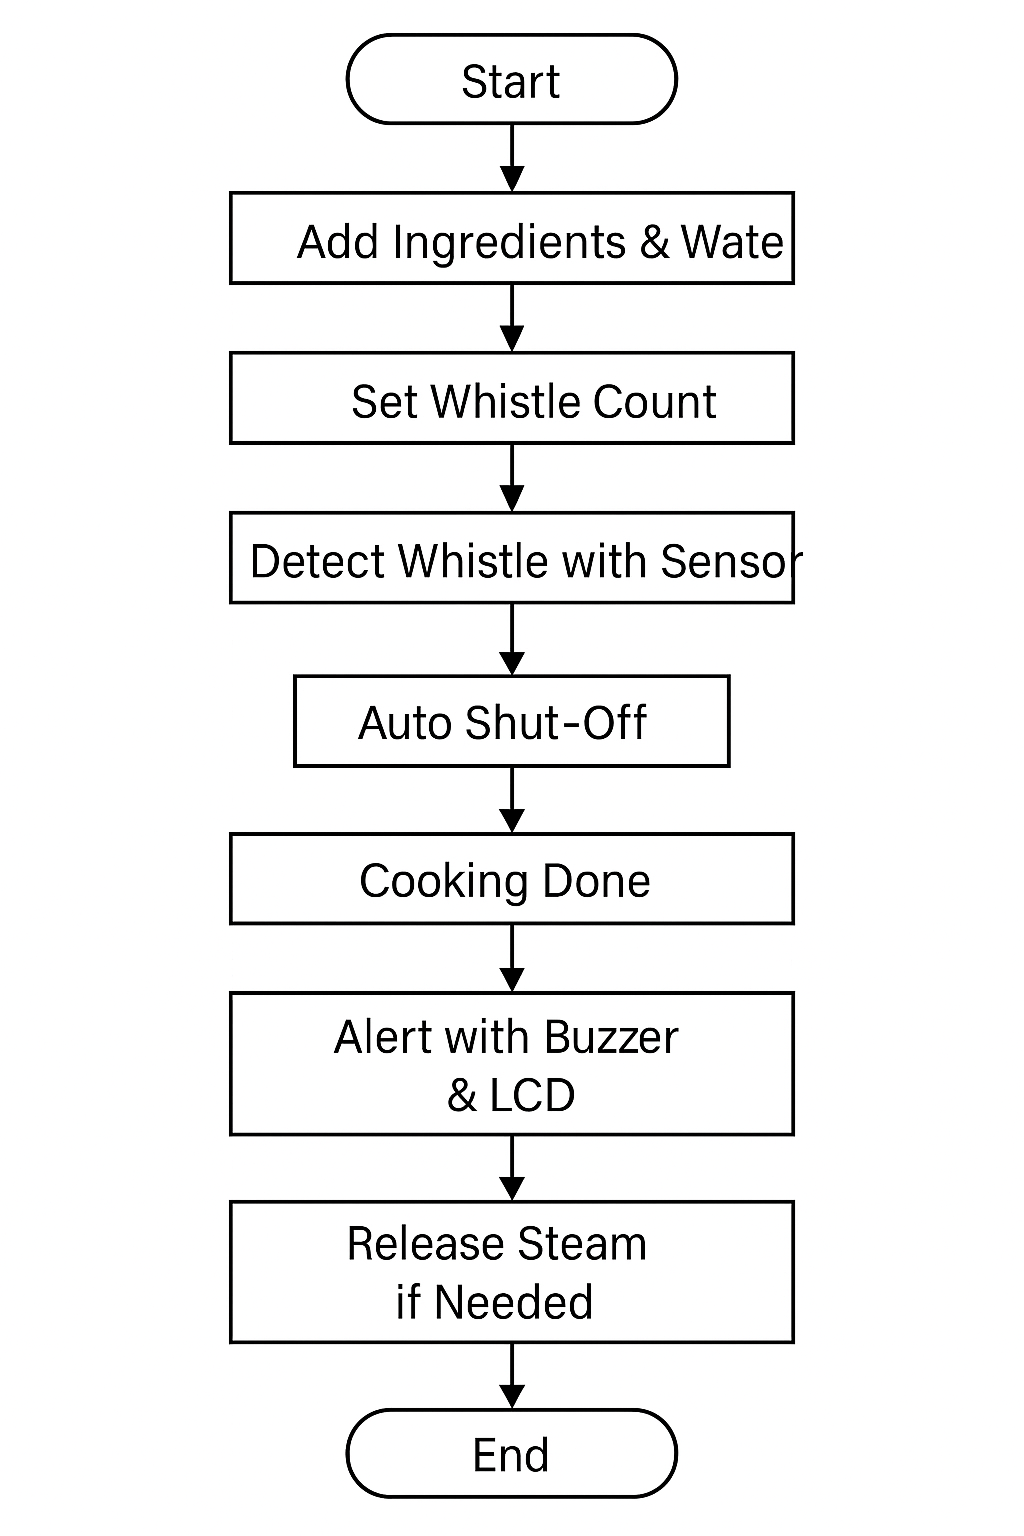 Start
Add Ingredients & Wate
Set Whistle Count
Detect Whistle with Sensor
Auto Shut-Off
Cooking Done
Alert with Buzzer
& LCD
Release Steam
if Needed
End